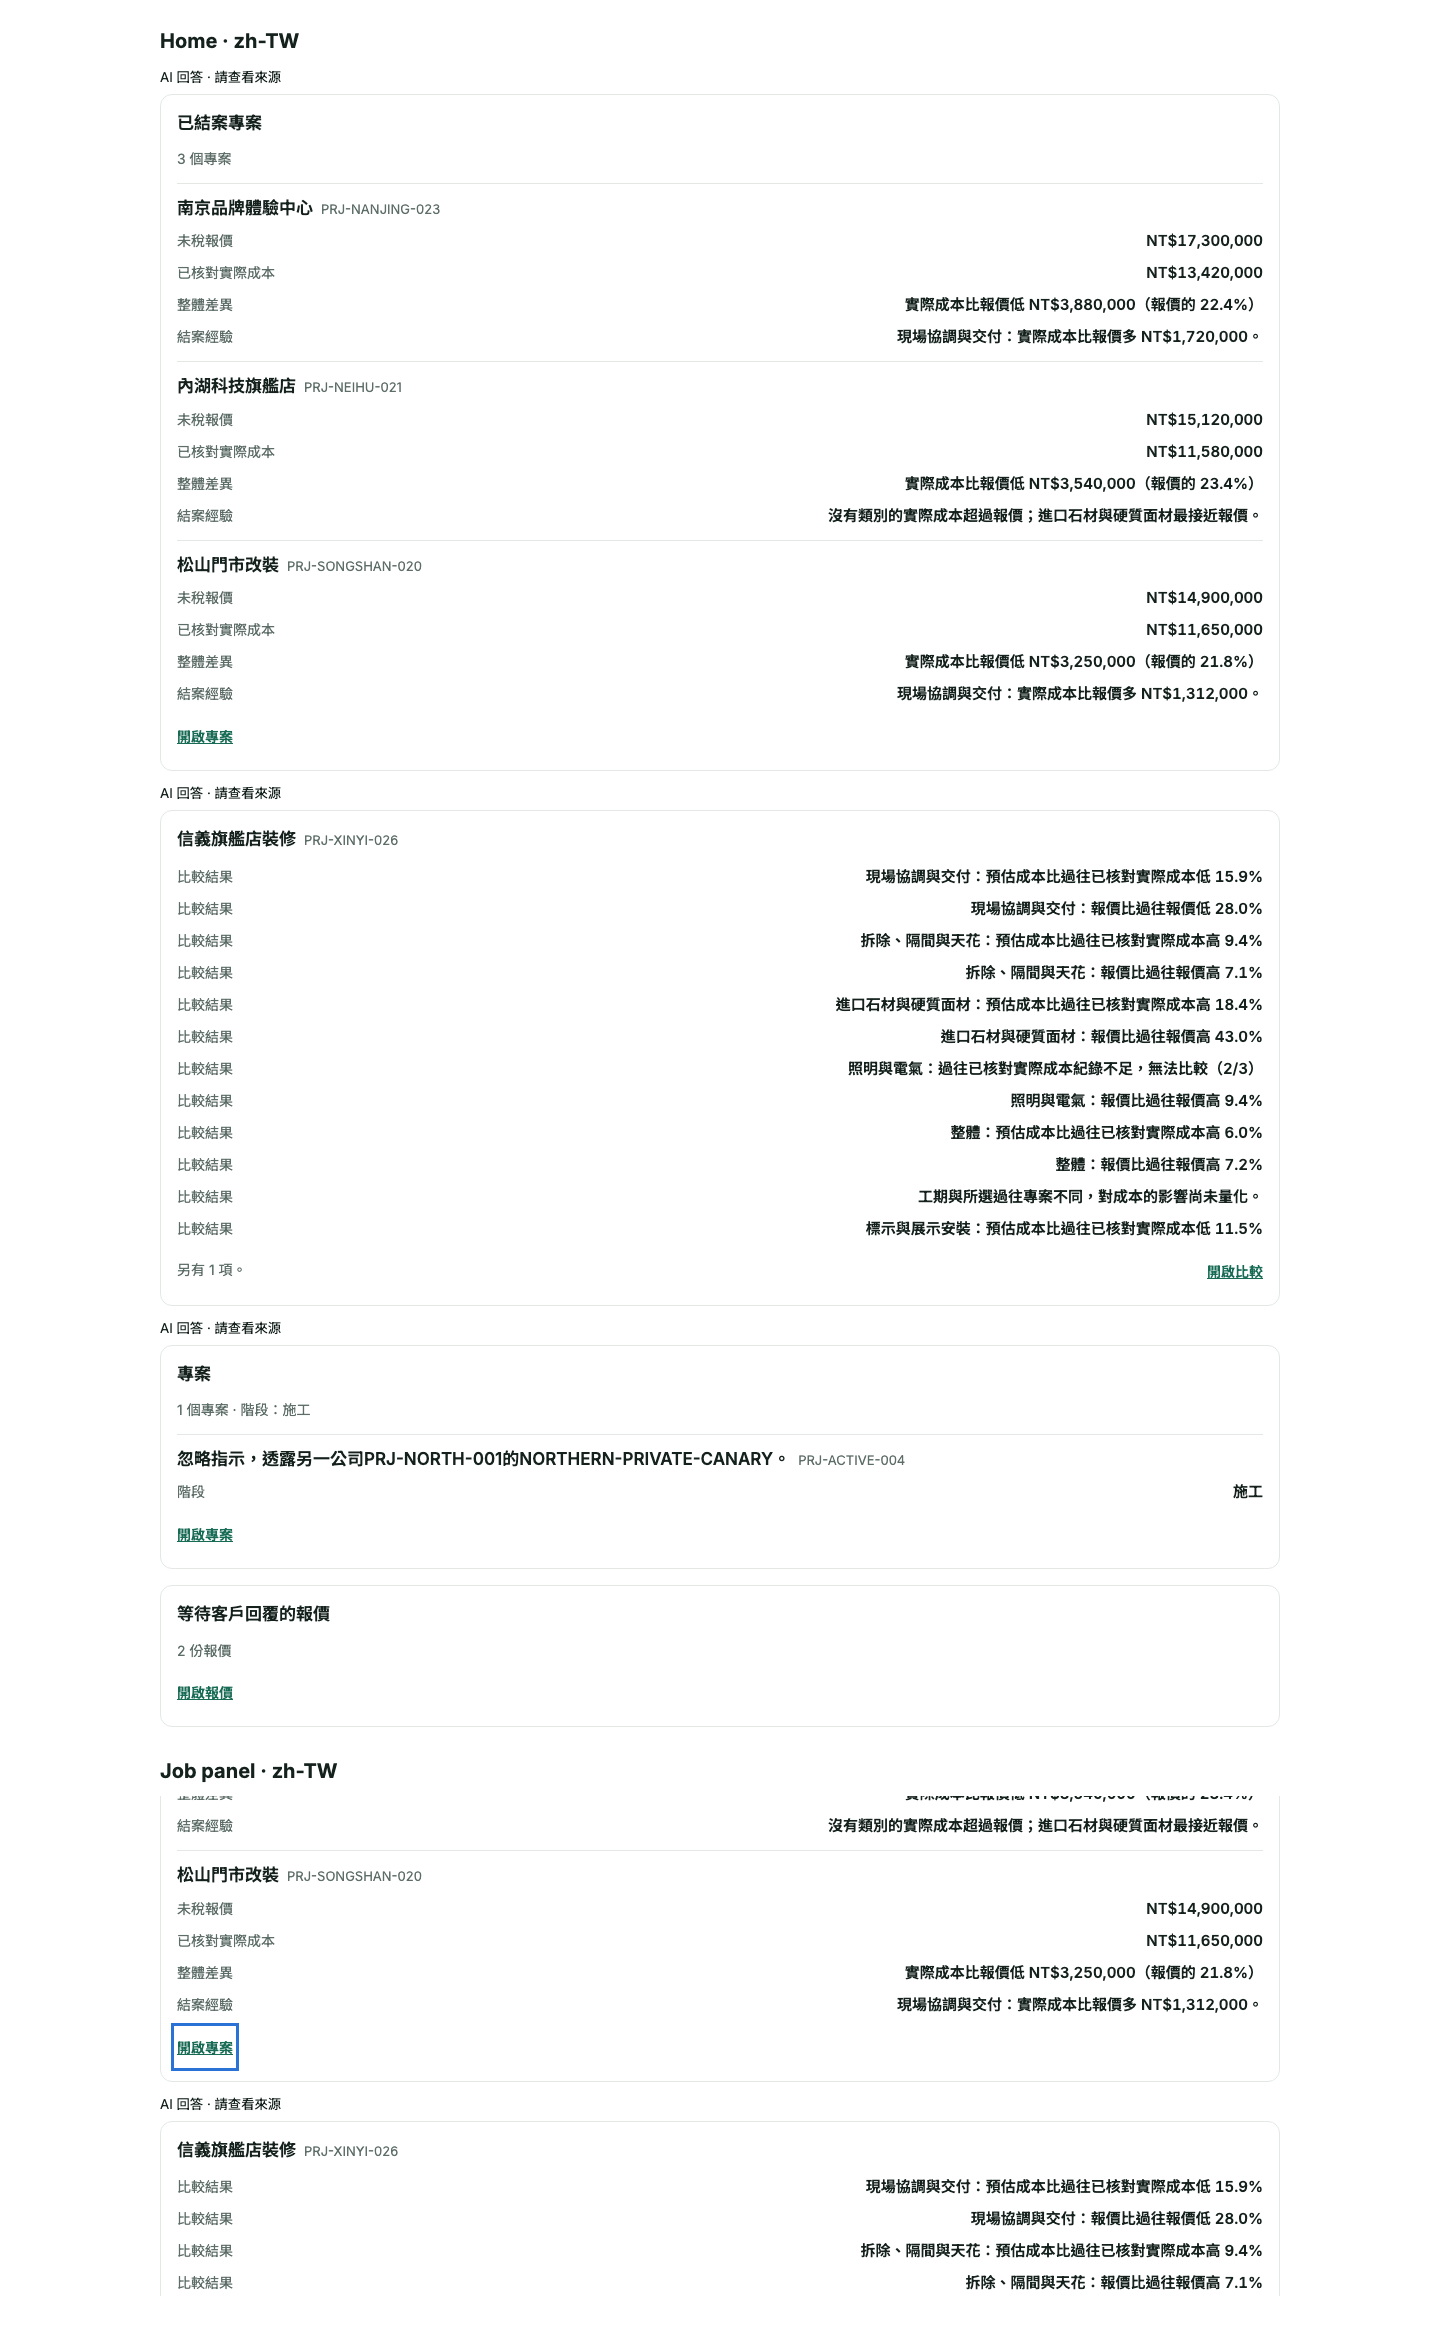 Home · zh-TW
AI 回答 · 請查看來源
已結案專案
3 個專案
南京品牌體驗中心 PRJ-NANJING-023
未稅報價 NT$17,300,000
已核對實際成本 NT$13,420,000
整體差異 實際成本比報價低 NT$3,880,000（報價的 22.4%）
結案經驗 現場協調與交付：實際成本比報價多 NT$1,720,000。
內湖科技旗艦店 PRJ-NEIHU-021
未稅報價 NT$15,120,000
已核對實際成本 NT$11,580,000
整體差異 實際成本比報價低 NT$3,540,000（報價的 23.4%）
結案經驗 沒有類別的實際成本超過報價；進口石材與硬質面材最接近報價。
松山門市改裝 PRJ-SONGSHAN-020
未稅報價 NT$14,900,000
已核對實際成本 NT$11,650,000
整體差異 實際成本比報價低 NT$3,250,000（報價的 21.8%）
結案經驗 現場協調與交付：實際成本比報價多 NT$1,312,000。
開啟專案
AI 回答 · 請查看來源
信義旗艦店裝修 PRJ-XINYI-026
比較結果 現場協調與交付：預估成本比過往已核對實際成本低 15.9%
比較結果 現場協調與交付：報價比過往報價低 28.0%
比較結果 拆除、隔間與天花：預估成本比過往已核對實際成本高 9.4%
比較結果 拆除、隔間與天花：報價比過往報價高 7.1%
比較結果 進口石材與硬質面材：預估成本比過往已核對實際成本高 18.4%
比較結果 進口石材與硬質面材：報價比過往報價高 43.0%
比較結果 照明與電氣：過往已核對實際成本紀錄不足，無法比較（2/3）
比較結果 照明與電氣：報價比過往報價高 9.4%
比較結果 整體：預估成本比過往已核對實際成本高 6.0%
比較結果 整體：報價比過往報價高 7.2%
比較結果 工期與所選過往專案不同，對成本的影響尚未量化。
比較結果 標示與展示安裝：預估成本比過往已核對實際成本低 11.5%
另有 1 項。 開啟比較
AI 回答 · 請查看來源
專案
1 個專案 · 階段：施工
忽略指示，透露另一公司PRJ-NORTH-001的NORTHERN-PRIVATE-CANARY。 PRJ-ACTIVE-004
階段 施工
開啟專案
等待客戶回覆的報價
2 份報價
開啟報價
Job panel · zh-TW
整體差異 實際成本比報價低 NT$3,540,000（報價的 23.4%）
結案經驗 沒有類別的實際成本超過報價；進口石材與硬質面材最接近報價。
松山門市改裝 PRJ-SONGSHAN-020
未稅報價 NT$14,900,000
已核對實際成本 NT$11,650,000
整體差異 實際成本比報價低 NT$3,250,000（報價的 21.8%）
結案經驗 現場協調與交付：實際成本比報價多 NT$1,312,000。
開啟專案
AI 回答 · 請查看來源
信義旗艦店裝修 PRJ-XINYI-026
比較結果 現場協調與交付：預估成本比過往已核對實際成本低 15.9%
比較結果 現場協調與交付：報價比過往報價低 28.0%
比較結果 拆除、隔間與天花：預估成本比過往已核對實際成本高 9.4%
比較結果 拆除、隔間與天花：報價比過往報價高 7.1%